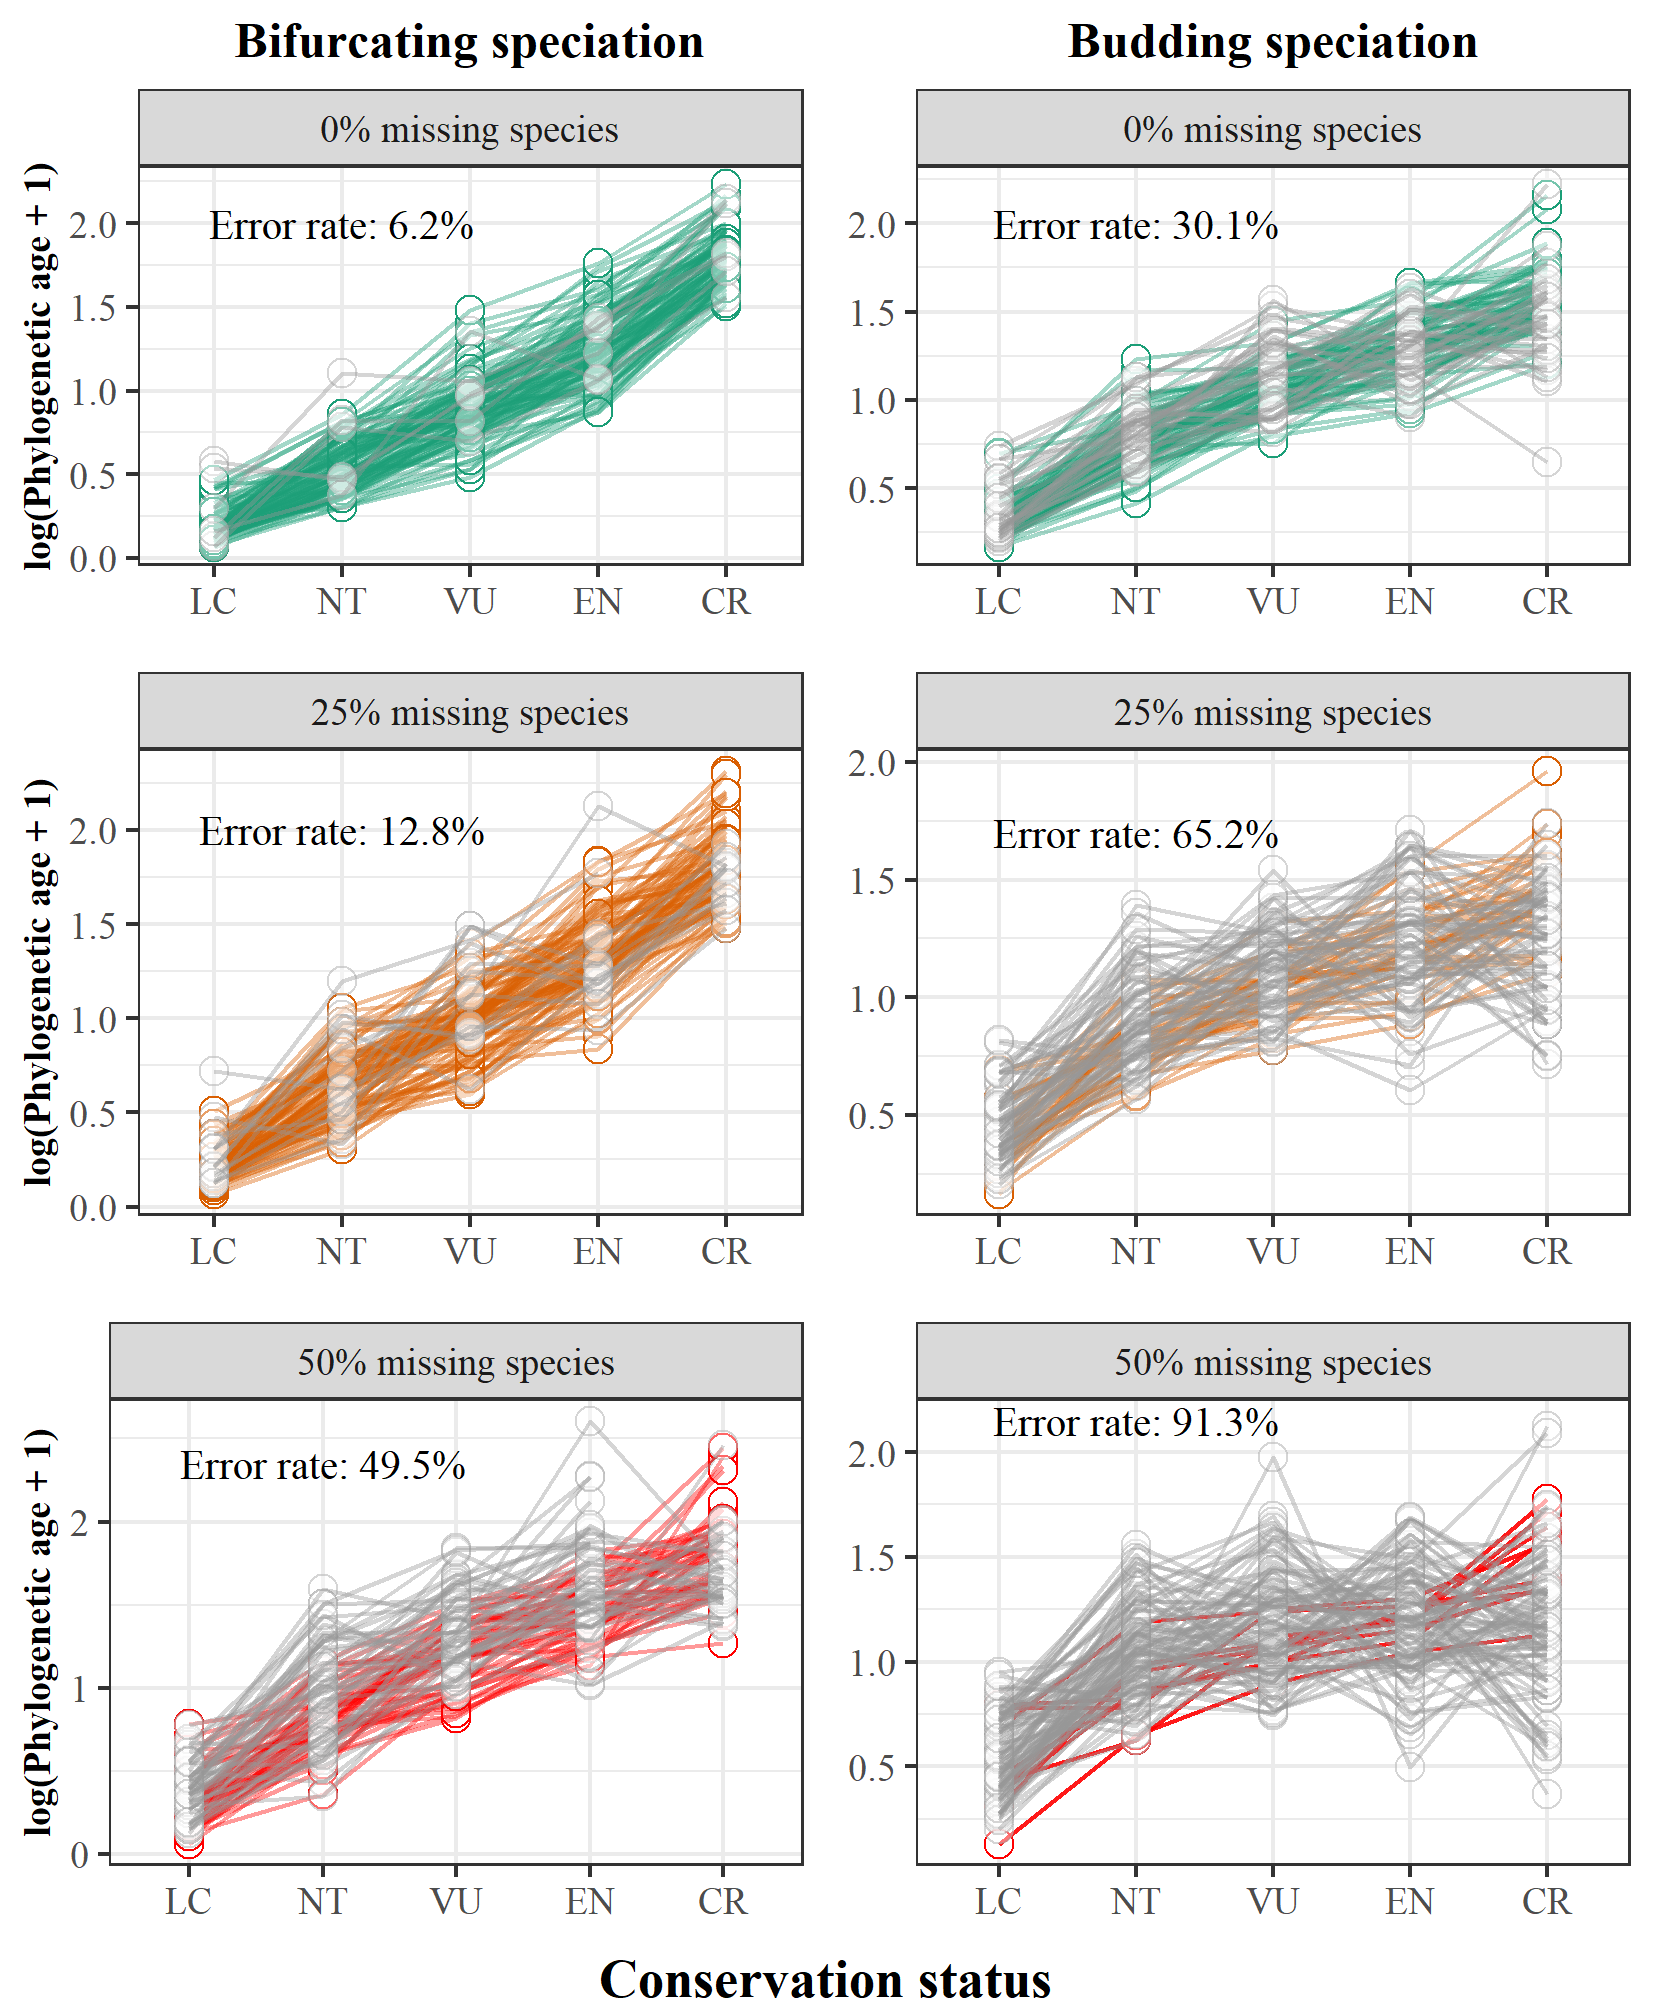 Bifurcating speciation
Budding speciation
0% missing species
0% missing species
log(Phylogenetic age + 1)
2.0
1.5
1.0
0.5
0.0
Error rate: 6.2%
LC NT VU EN CR
2.0
1.5
1.0
0.5
Error rate: 30.1%
LC NT VU EN CR
25% missing species
25% missing species
log(Phylogenetic age + 1)
2.0
1.5
1.0
0.5
0.0
Error rate: 12.8%
LC NT VU EN CR
2.0
1.5
1.0
0.5
Error rate: 65.2%
LC NT VU EN CR
50% missing species
50% missing species
log(Phylogenetic age + 1)
2
1
0
Error rate: 49.5%
LC NT VU EN CR
2.0
1.5
1.0
0.5
Error rate: 91.3%
LC NT VU EN CR
Conservation status